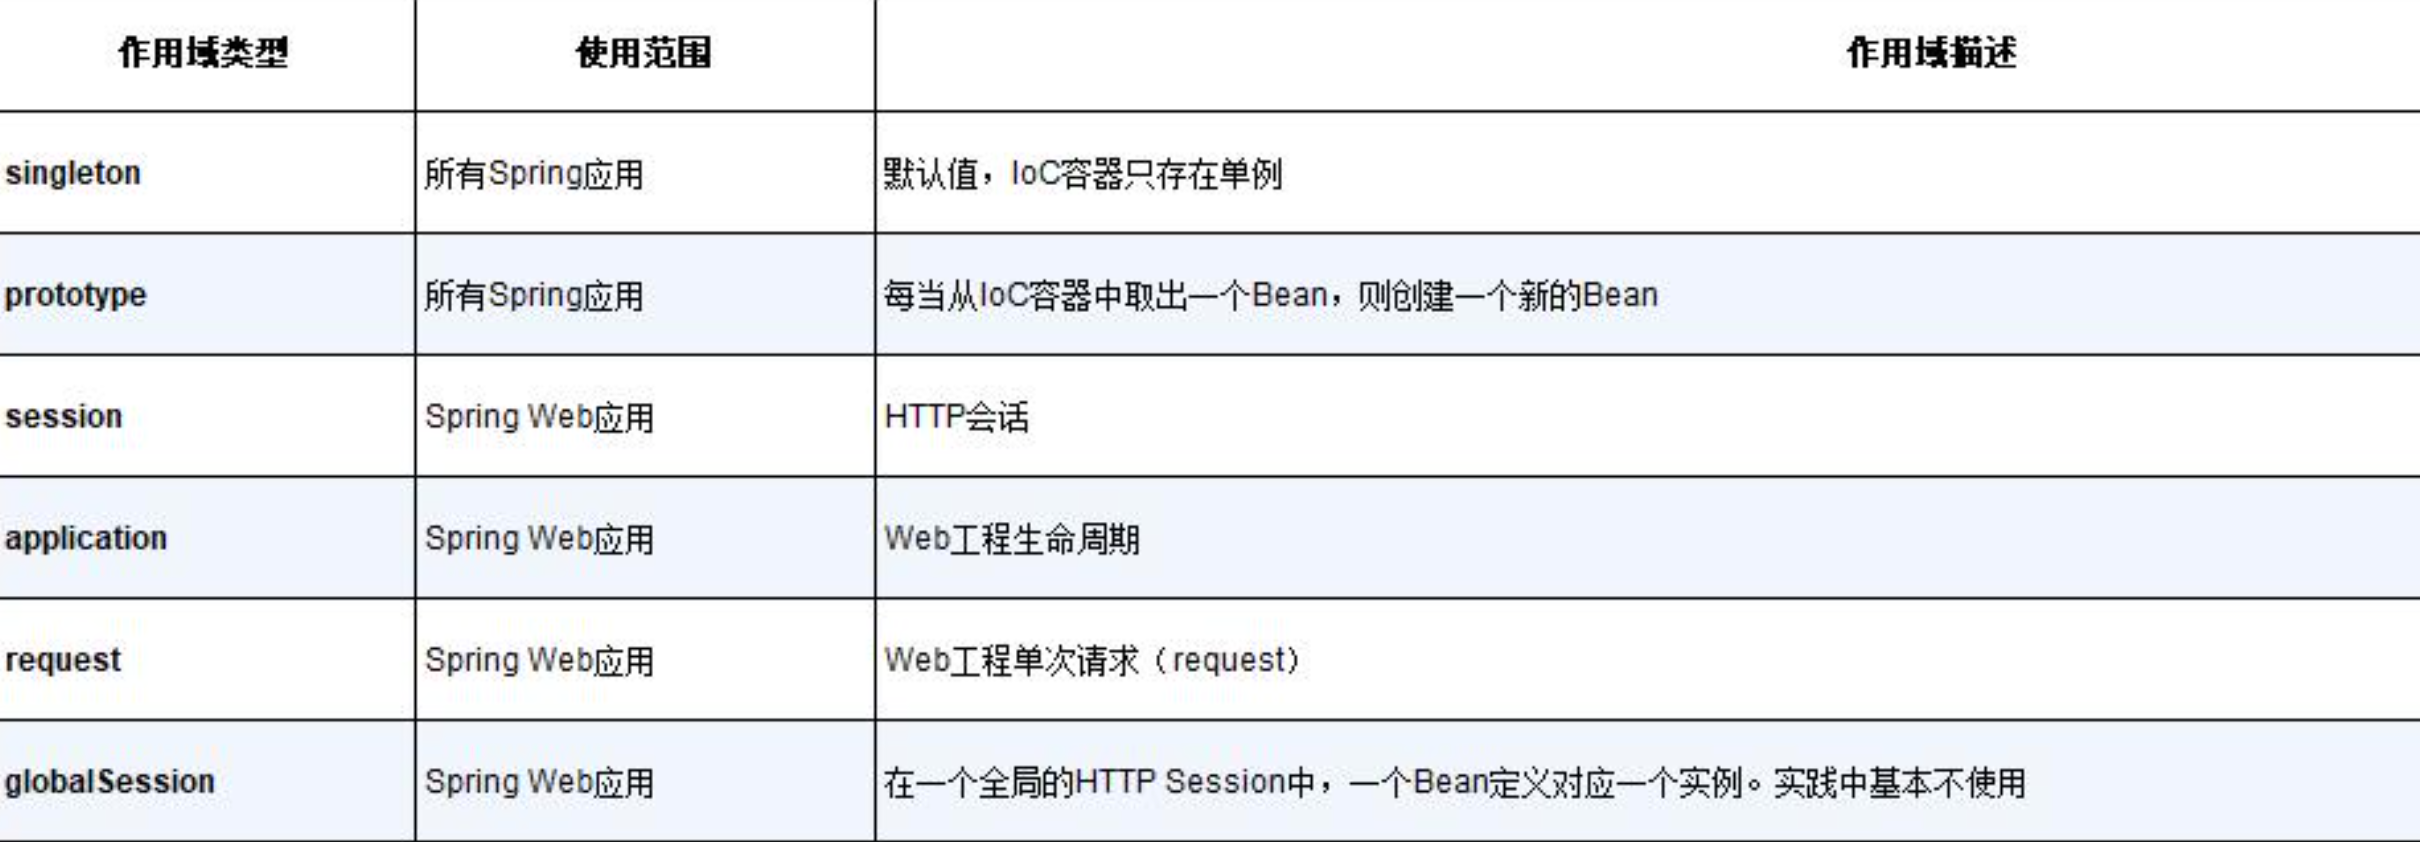 作用域类型 使用范围 作用域描述
singleton 所有Spring应用 默认值，IoC容器只存在单例
prototype 所有Spring应用 每当从IoC容器中取出一个Bean，则创建一个新的Bean
session Spring Web应用 HTTP会话
application Spring Web应用 Web工程生命周期
request Spring Web应用 Web工程单次请求（request）
globalSession Spring Web应用 在一个全局的HTTP Session中，一个Bean定义对应一个实例。实践中基本不使用